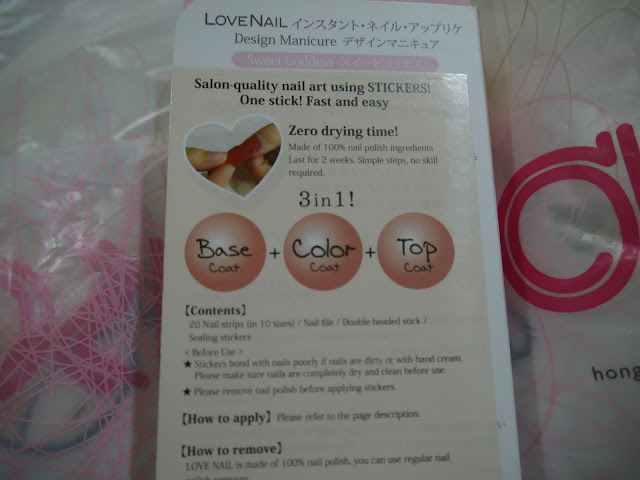 LOVE NAIL インスタント・ネイル・アップリケ
Design Manicure デザインマニキュア
Sweet Goddess スイートゴッデス
Salon-quality nail art using STICKERS!
One stick! Fast and easy
Zero drying time!
Made of 100% nail polish ingredients
Last for 2 weeks. Simple steps, no skill
required.
3 in 1!
Base Coat + Color Coat + Top Coat
【Contents】
20 Nail strips (in 10 sizes) / Nail file / Double-headed stick /
Sealing stickers
< Before Use >
★ Stickers bond with nails poorly if nails are dirty or with hand cream.
Please make sure nails are completely dry and clean before use.
★ Please remove nail polish before applying stickers.
【How to apply】 Please refer to the page description.
【How to remove】
LOVE NAIL is made of 100% nail polish, you can use regular nail
polish remover
hong